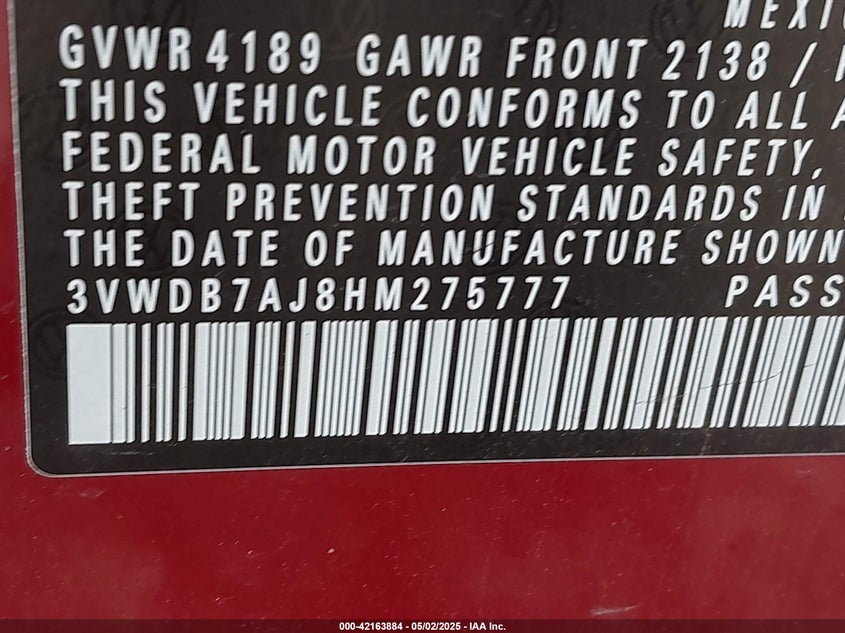 GVWR 4189 GAWR FRONT 2138 /
THIS VEHICLE CONFORMS TO ALL
FEDERAL MOTOR VEHICLE SAFETY,
THEFT PREVENTION STANDARDS IN
THE DATE OF MANUFACTURE SHOWN
3VWDB7AJ8HM275777 PASS
000-42163884 / 05/02/2025 - IAA Inc.